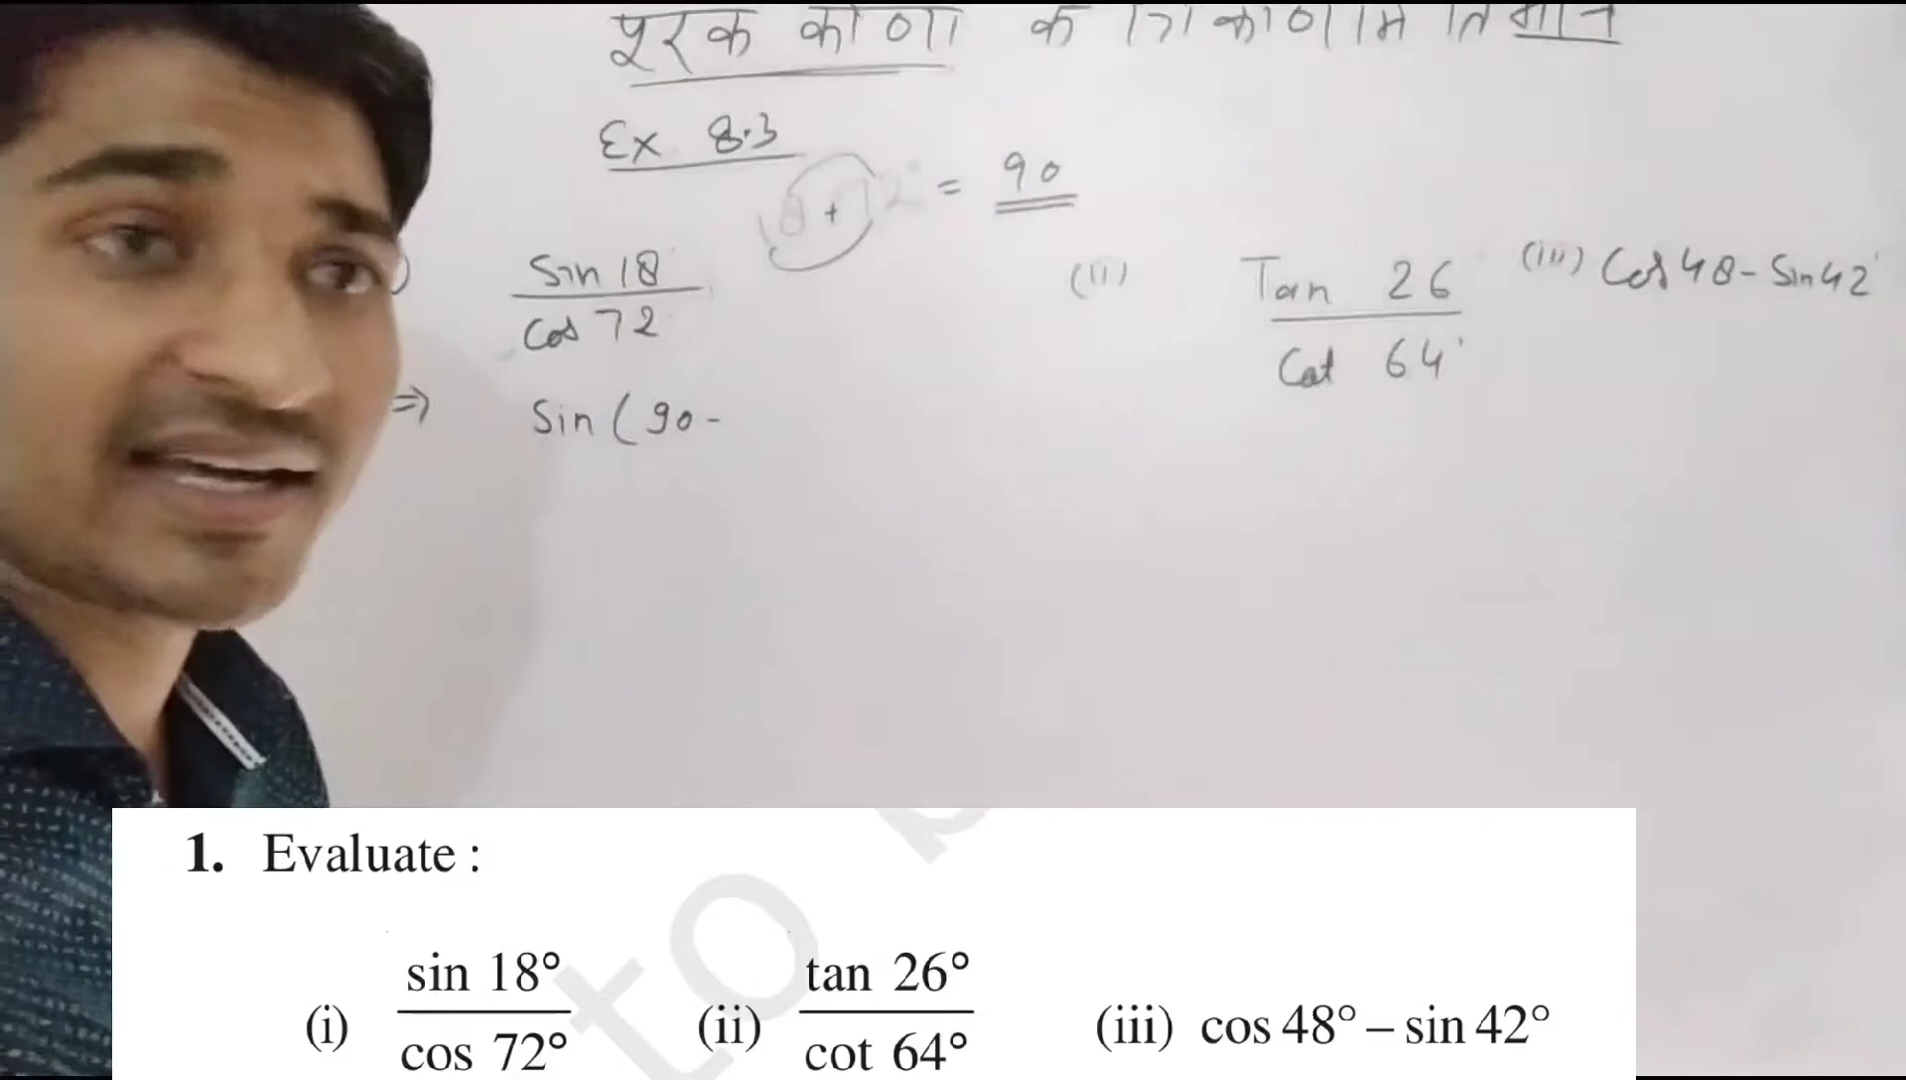 पूरक कोणो के त्रिकोणमितिमान
Ex 8.3
18 + 72° = 90
Sin 18
Cos 72
(ii) Tan 26
Cot 64°
(iii) Cos 48 - Sin 42°
⇒ Sin ( 90 -
1. Evaluate :
(i) sin 18° / cos 72° (ii) tan 26° / cot 64° (iii) cos 48° – sin 42°
to b